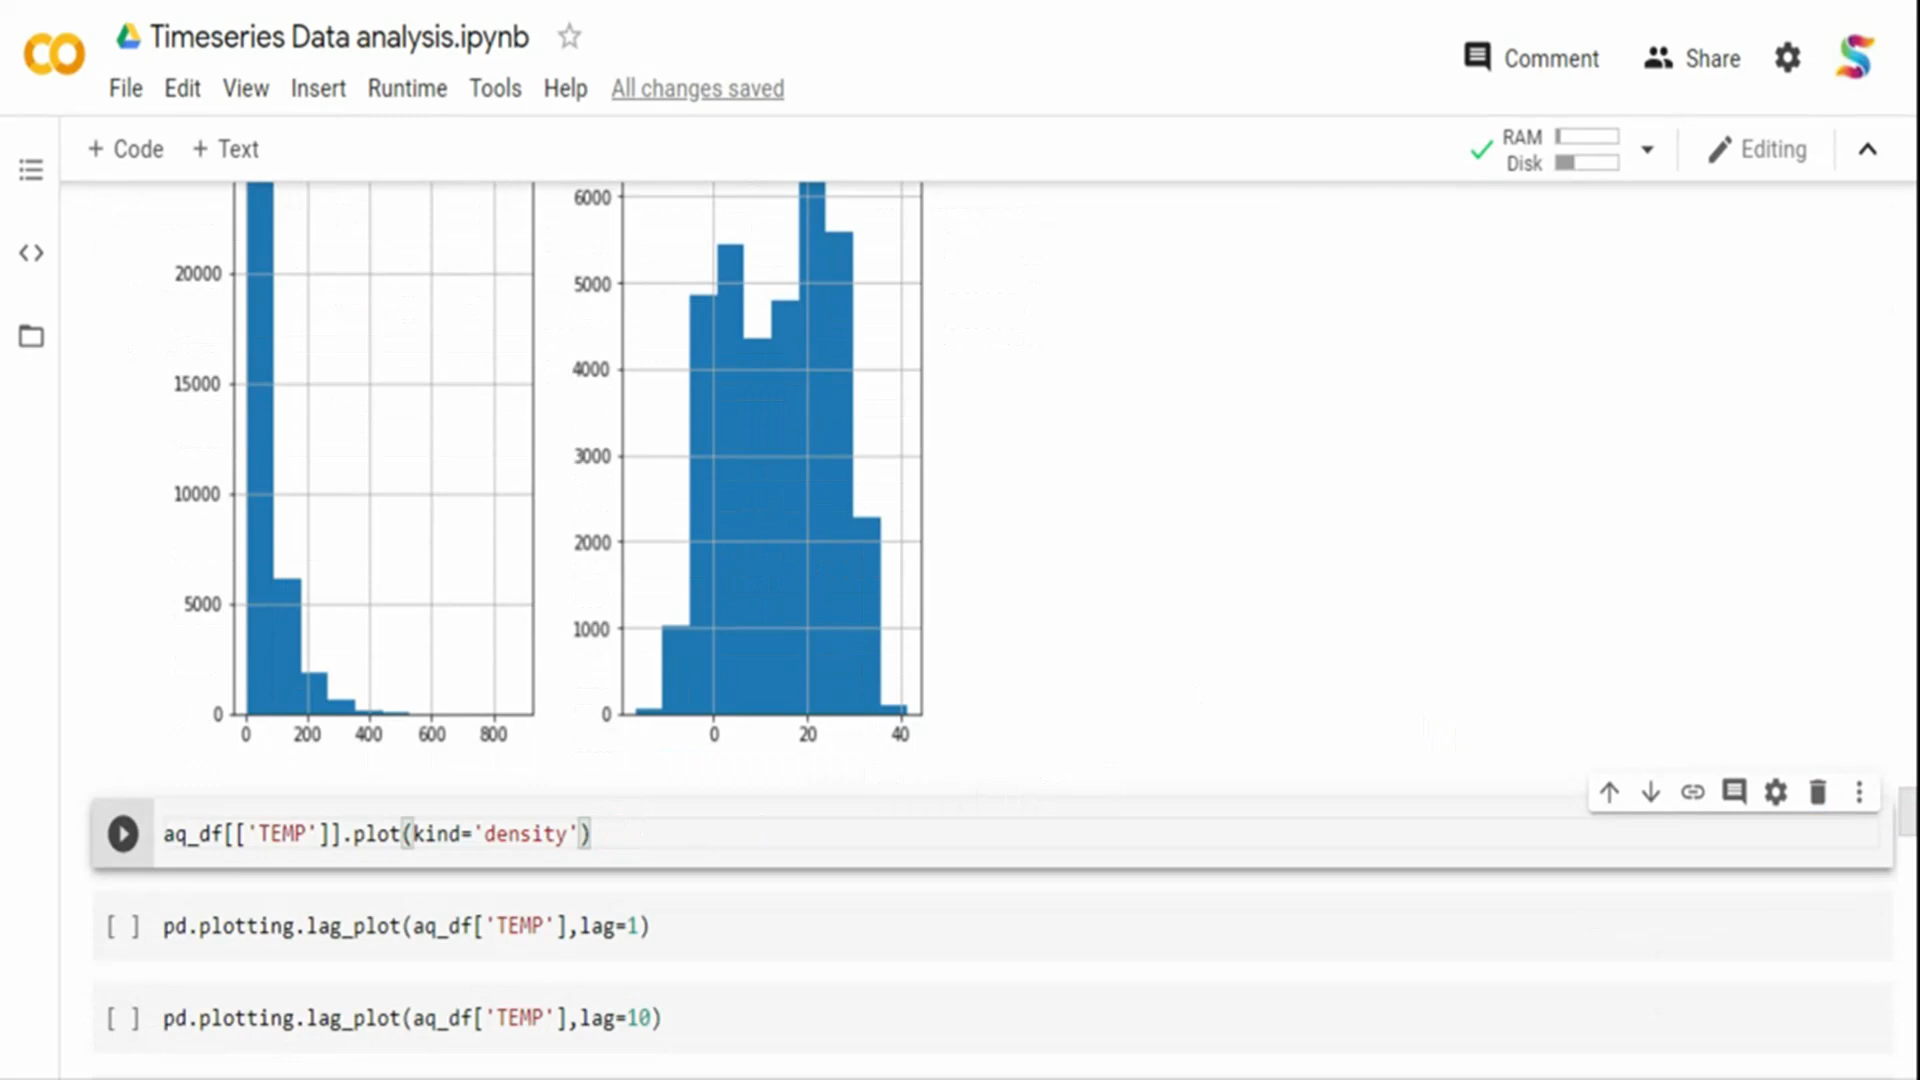 Timeseries Data analysis.ipynb
File Edit View Insert Runtime Tools Help All changes saved
Comment Share
+ Code + Text
RAM
Disk
Editing
20000
15000
10000
5000
0
0 200 400 600 800
6000
5000
4000
3000
2000
1000
0
0 20 40
aq_df[['TEMP']].plot(kind='density')
[ ] pd.plotting.lag_plot(aq_df['TEMP'],lag=1)
[ ] pd.plotting.lag_plot(aq_df['TEMP'],lag=10)